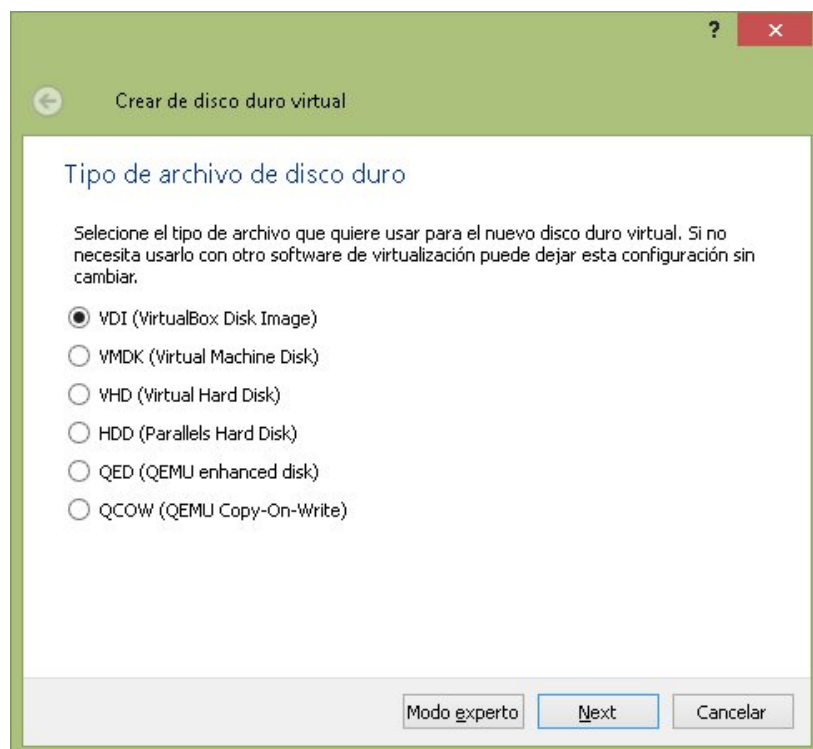 ?
Crear de disco duro virtual
Tipo de archivo de disco duro
Selecione el tipo de archivo que quiere usar para el nuevo disco duro virtual. Si no
necesita usarlo con otro software de virtualización puede dejar esta configuración sin
cambiar.
VDI (VirtualBox Disk Image)
VMDK (Virtual Machine Disk)
VHD (Virtual Hard Disk)
HDD (Parallels Hard Disk)
QED (QEMU enhanced disk)
QCOW (QEMU Copy-On-Write)
Modo experto Next Cancelar